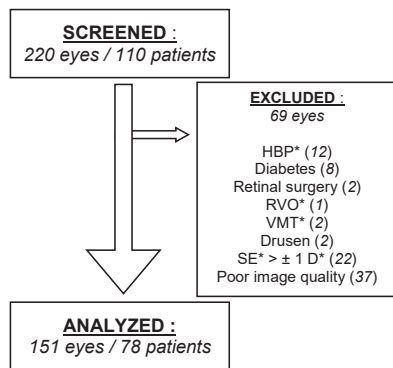 SCREENED :
220 eyes / 110 patients
EXCLUDED :
69 eyes
HBP* (12)
Diabetes (8)
Retinal surgery (2)
RVO* (1)
VMT* (2)
Drusen (2)
SE* > ± 1 D* (22)
Poor image quality (37)
ANALYZED :
151 eyes / 78 patients